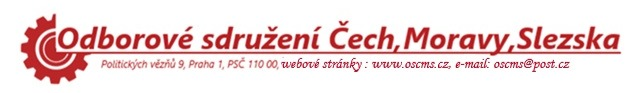 Odborové sdružení Čech,Moravy,Slezska
Politických vězňů 9, Praha 1, PSČ 110 00, webové stránky : www.oscms.cz, e-mail: oscms@post.cz